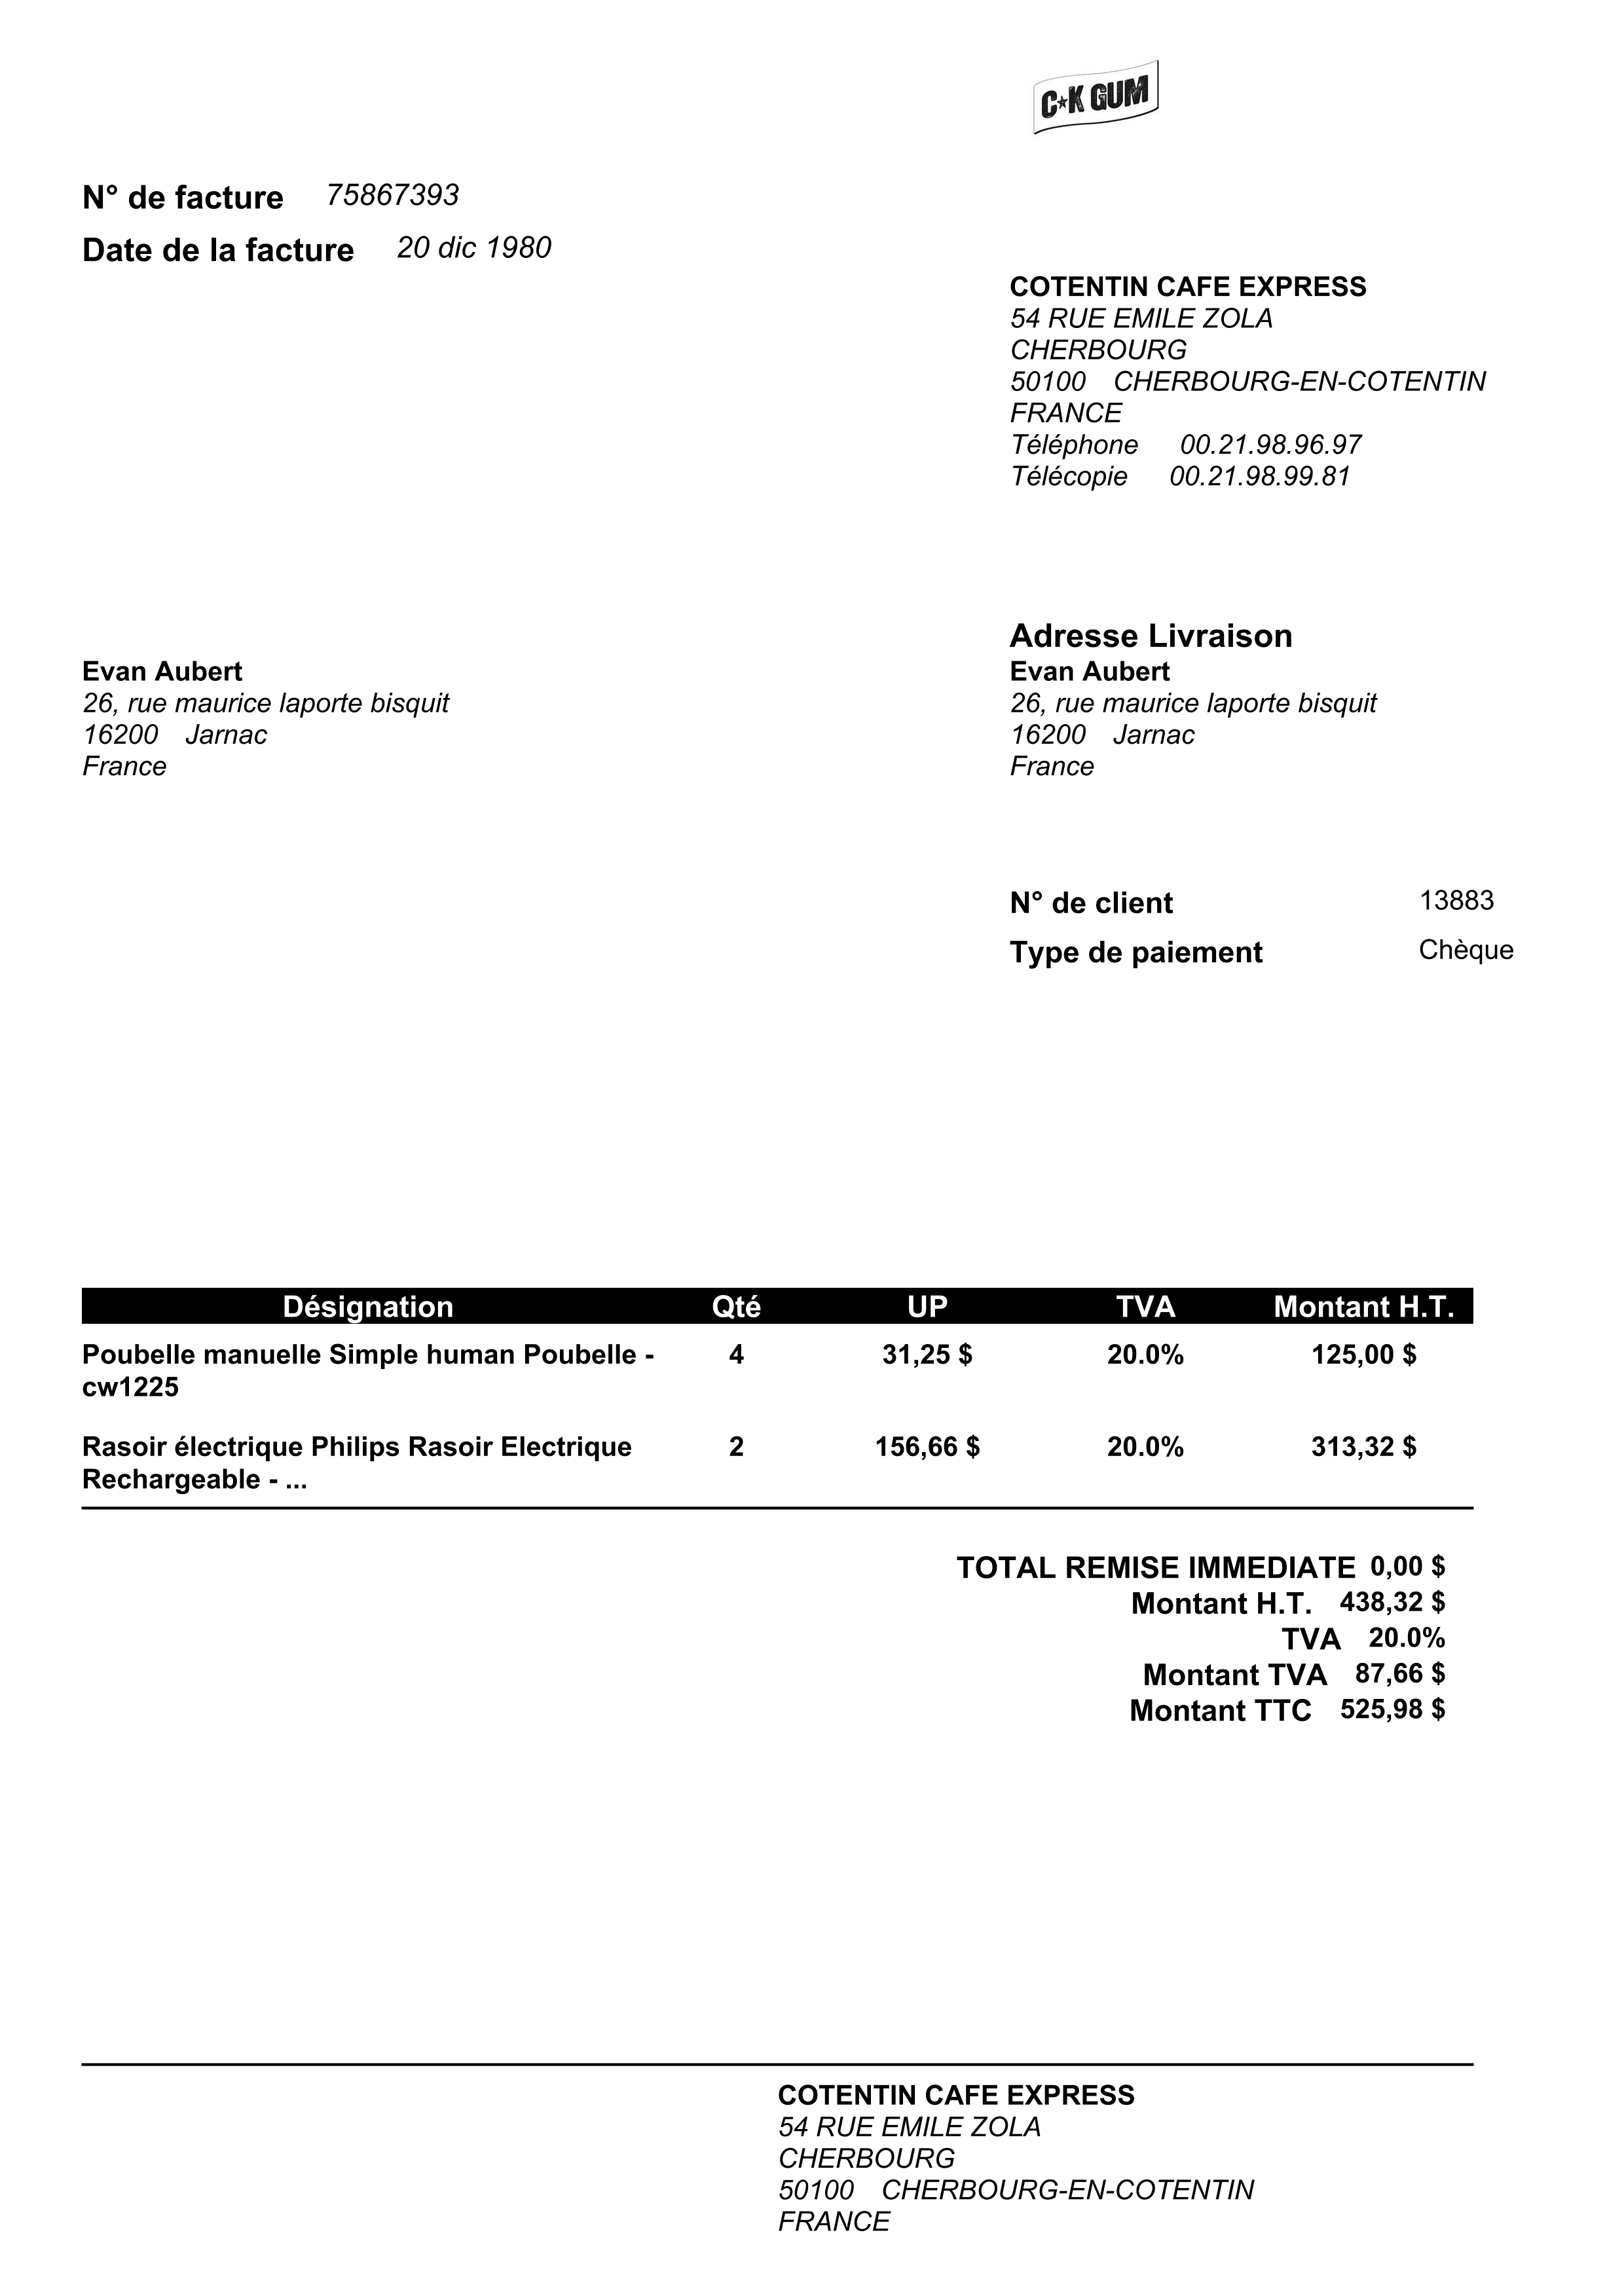 C★K GUM
N° de facture 75867393
Date de la facture 20 dic 1980
COTENTIN CAFE EXPRESS
54 RUE EMILE ZOLA
CHERBOURG
50100 CHERBOURG-EN-COTENTIN
FRANCE
Téléphone 00.21.98.96.97
Télécopie 00.21.98.99.81
Evan Aubert
26, rue maurice laporte bisquit
16200 Jarnac
France
Adresse Livraison
Evan Aubert
26, rue maurice laporte bisquit
16200 Jarnac
France
N° de client 13883
Type de paiement Chèque
Désignation Qté UP TVA Montant H.T.
Poubelle manuelle Simple human Poubelle - 4 31,25 $ 20.0% 125,00 $
cw1225
Rasoir électrique Philips Rasoir Electrique 2 156,66 $ 20.0% 313,32 $
Rechargeable - ...
TOTAL REMISE IMMEDIATE 0,00 $
Montant H.T. 438,32 $
TVA 20.0%
Montant TVA 87,66 $
Montant TTC 525,98 $
COTENTIN CAFE EXPRESS
54 RUE EMILE ZOLA
CHERBOURG
50100 CHERBOURG-EN-COTENTIN
FRANCE